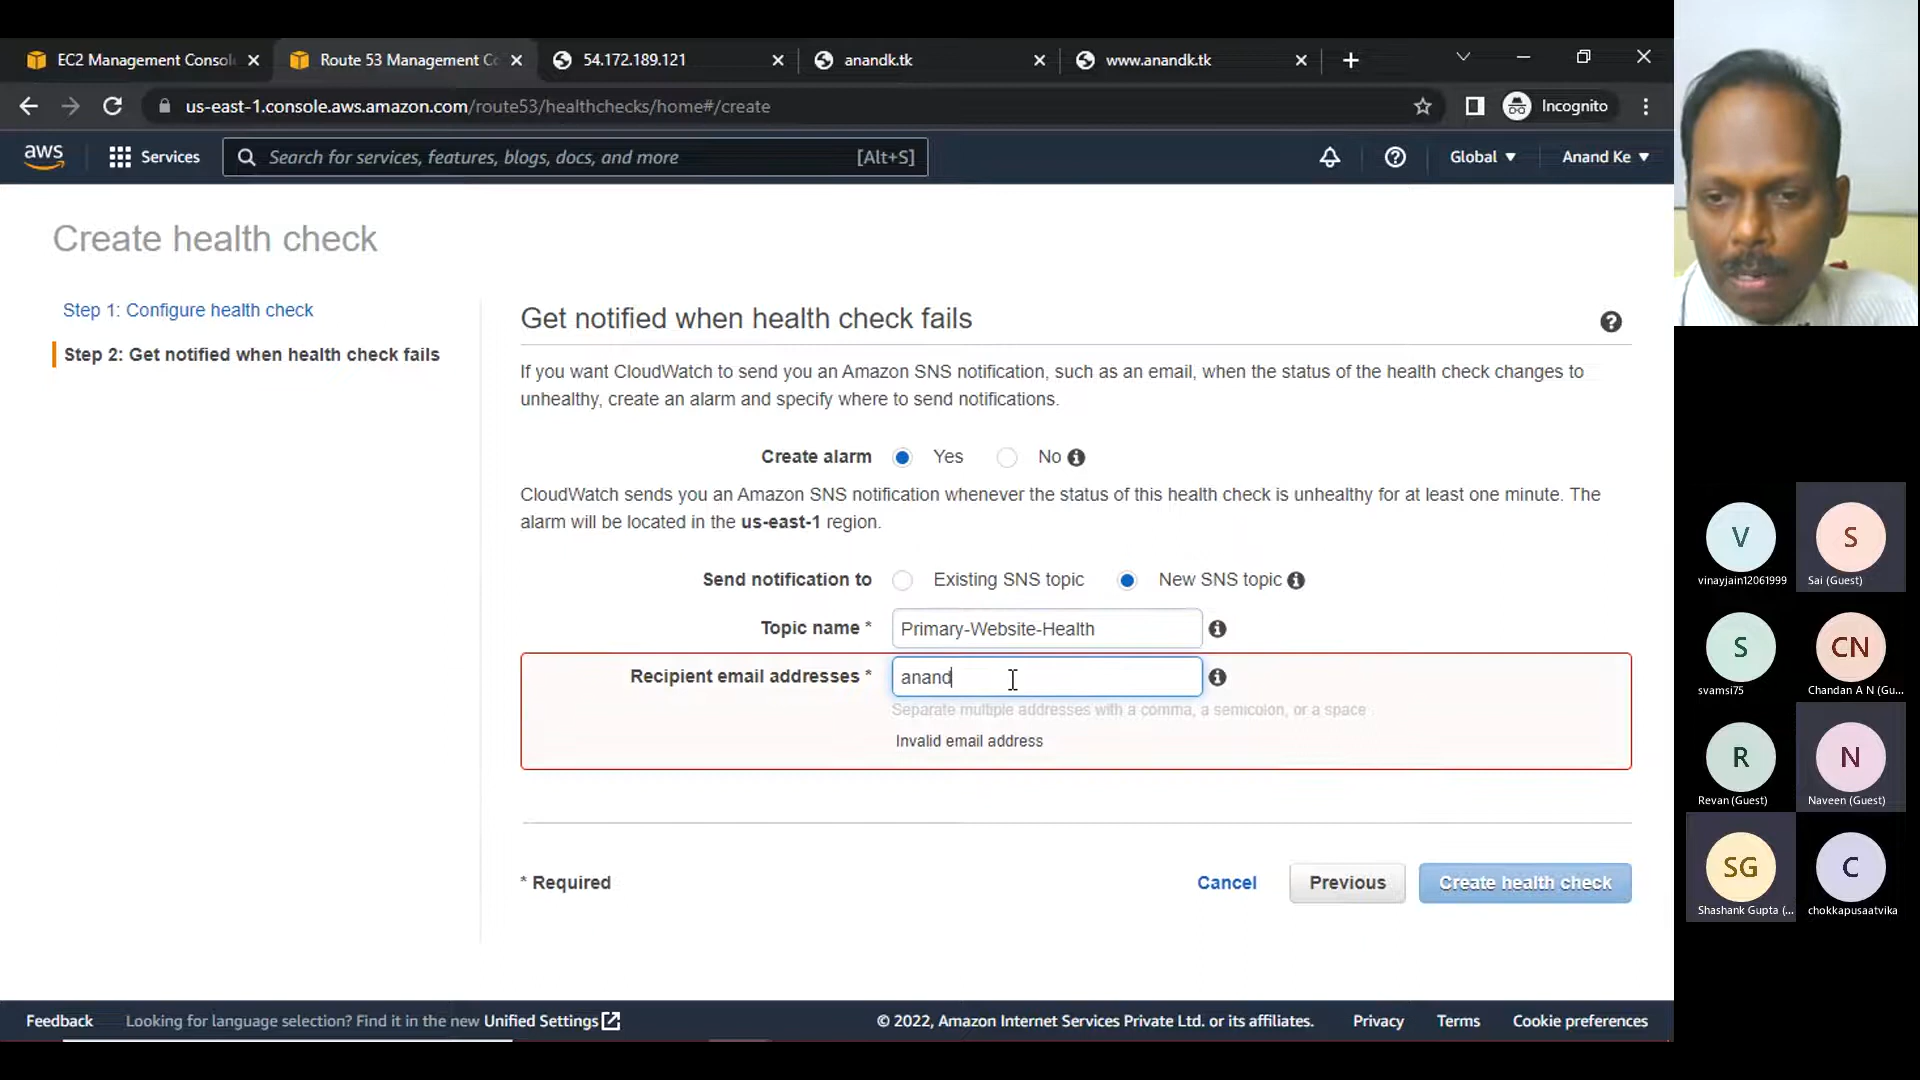 EC2 Management Consol
Route 53 Management Co
54.172.189.121
anandk.tk
www.anandk.tk
us-east-1.console.aws.amazon.com/route53/healthchecks/home#/create
Incognito
aws
Services
Search for services, features, blogs, docs, and more
[Alt+S]
Global
Anand Ke
Create health check
Step 1: Configure health check
Step 2: Get notified when health check fails
Get notified when health check fails
If you want CloudWatch to send you an Amazon SNS notification, such as an email, when the status of the health check changes to
unhealthy, create an alarm and specify where to send notifications.
Create alarm
Yes
No
CloudWatch sends you an Amazon SNS notification whenever the status of this health check is unhealthy for at least one minute. The
alarm will be located in the us-east-1 region.
Send notification to
Existing SNS topic
New SNS topic
Topic name *
Primary-Website-Health
Recipient email addresses *
anand
Separate multiple addresses with a comma, a semicolon, or a space
Invalid email address
* Required
Cancel
Previous
Create health check
Feedback
Looking for language selection? Find it in the new Unified Settings
© 2022, Amazon Internet Services Private Ltd. or its affiliates.
Privacy
Terms
Cookie preferences
V
vinayjain12061999
S
Sai (Guest)
S
svamsi75
CN
Chandan A N (Gu...
R
Revan (Guest)
N
Naveen (Guest)
SG
Shashank Gupta (...
C
chokkapusaatvika